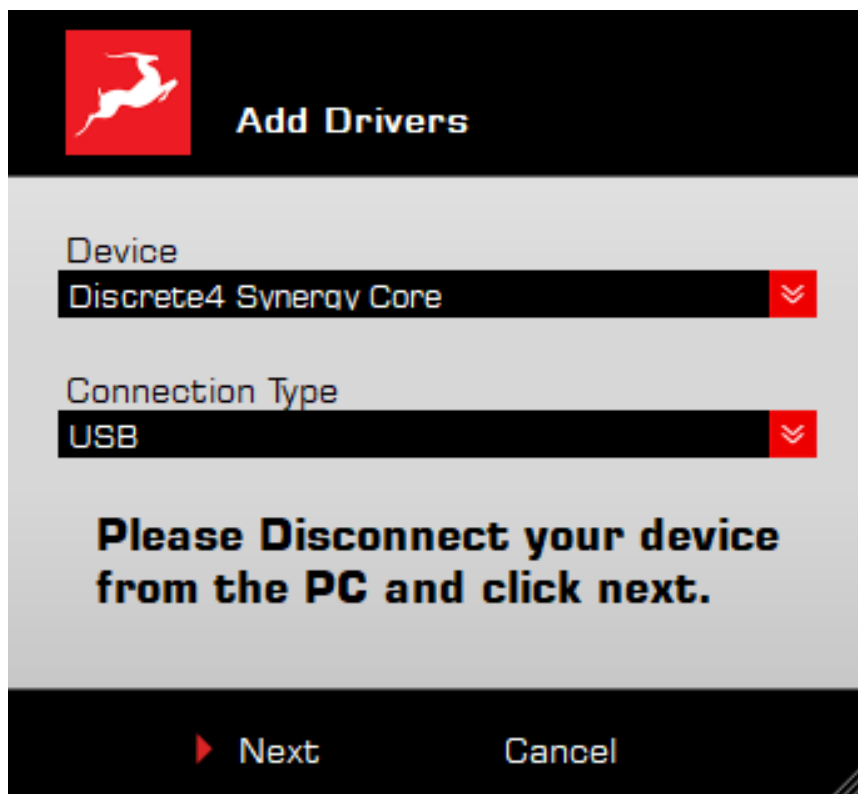 Add Drivers
Device
Discrete4 Synergy Core
Connection Type
USB
Please Disconnect your device
from the PC and click next.
Next Cancel